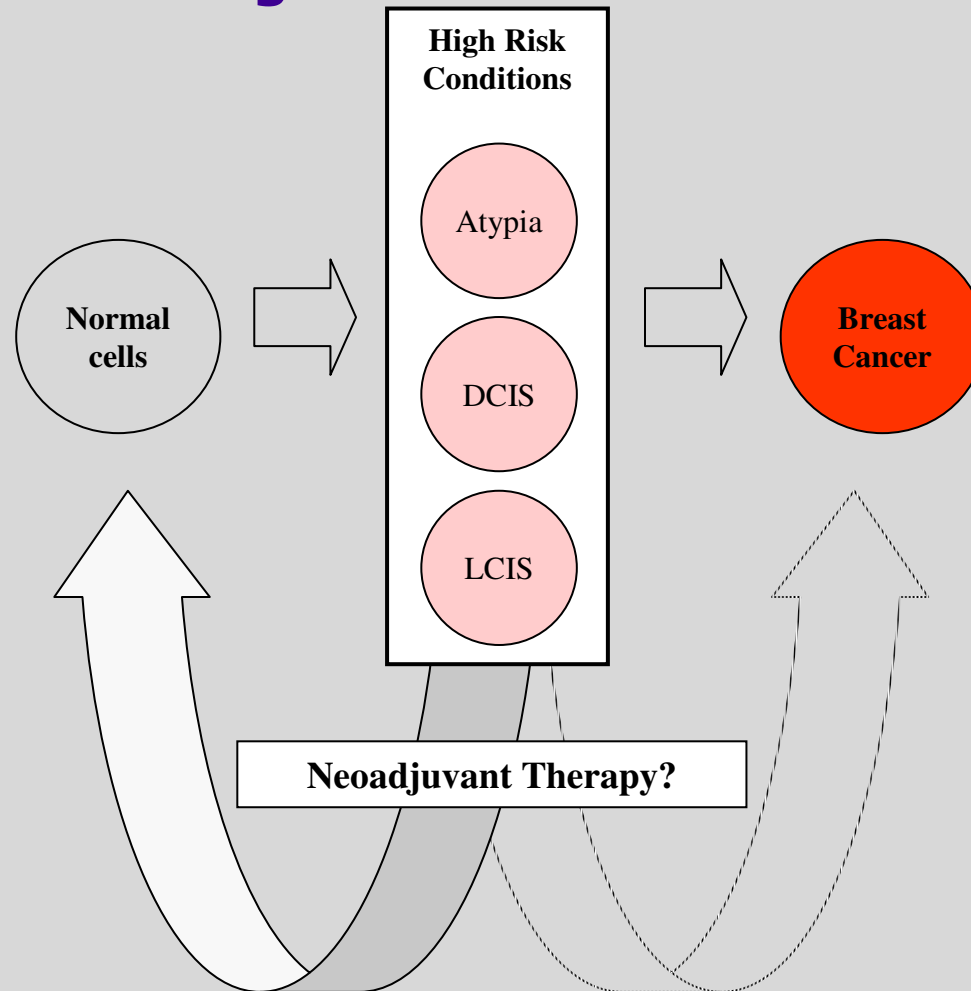 High Risk
Conditions
Atypia
Normal
cells
Breast
Cancer
DCIS
LCIS
Neoadjuvant Therapy?